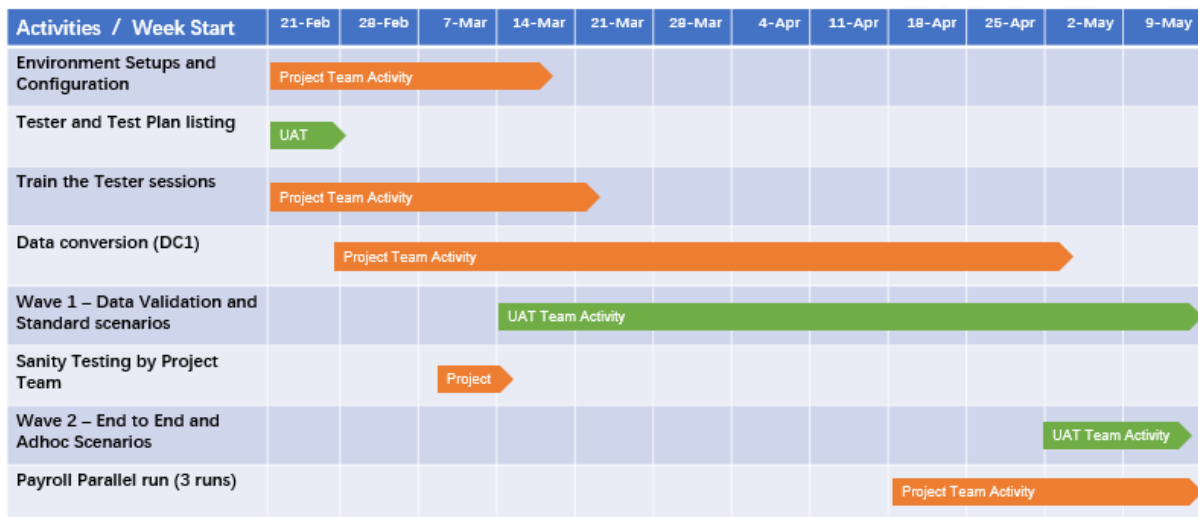 Activities / Week Start 21-Feb 28-Feb 7-Mar 14-Mar 21-Mar 28-Mar 4-Apr 11-Apr 18-Apr 25-Apr 2-May 9-May
Environment Setups and
Configuration
Project Team Activity
Tester and Test Plan listing
UAT
Train the Tester sessions
Project Team Activity
Data conversion (DC1)
Project Team Activity
Wave 1 – Data Validation and
Standard scenarios
UAT Team Activity
Sanity Testing by Project
Team
Project
Wave 2 – End to End and
Adhoc Scenarios
UAT Team Activity
Payroll Parallel run (3 runs)
Project Team Activity